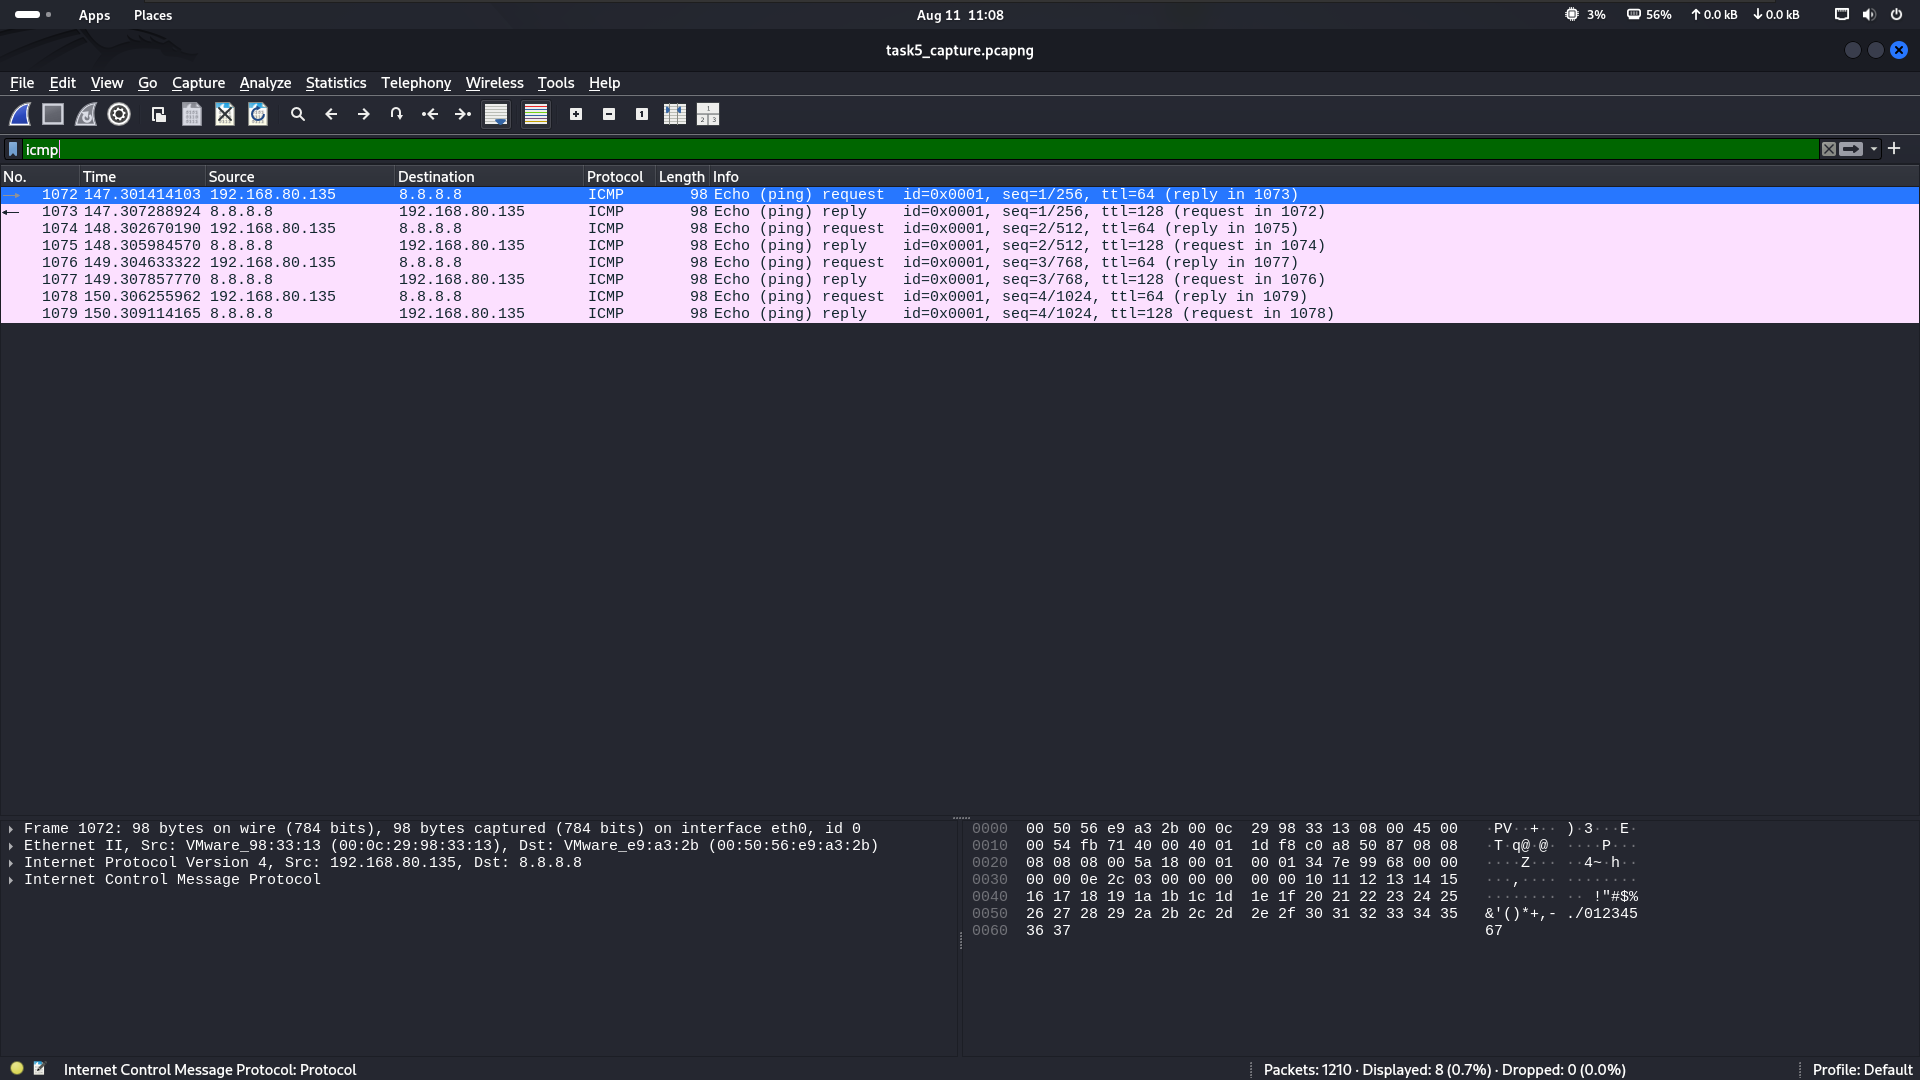 Apps Places Aug 11 11:08 3% 56% 0.0 kB 0.0 kB
task5_capture.pcapng
File Edit View Go Capture Analyze Statistics Telephony Wireless Tools Help
icmp
No. Time Source Destination Protocol Length Info
1072 147.301414103 192.168.80.135 8.8.8.8 ICMP 98 Echo (ping) request id=0x0001, seq=1/256, ttl=64 (reply in 1073)
1073 147.307288924 8.8.8.8 192.168.80.135 ICMP 98 Echo (ping) reply id=0x0001, seq=1/256, ttl=128 (request in 1072)
1074 148.302670190 192.168.80.135 8.8.8.8 ICMP 98 Echo (ping) request id=0x0001, seq=2/512, ttl=64 (reply in 1075)
1075 148.305984570 8.8.8.8 192.168.80.135 ICMP 98 Echo (ping) reply id=0x0001, seq=2/512, ttl=128 (request in 1074)
1076 149.304633322 192.168.80.135 8.8.8.8 ICMP 98 Echo (ping) request id=0x0001, seq=3/768, ttl=64 (reply in 1077)
1077 149.307857770 8.8.8.8 192.168.80.135 ICMP 98 Echo (ping) reply id=0x0001, seq=3/768, ttl=128 (request in 1076)
1078 150.306255962 192.168.80.135 8.8.8.8 ICMP 98 Echo (ping) request id=0x0001, seq=4/1024, ttl=64 (reply in 1079)
1079 150.309114165 8.8.8.8 192.168.80.135 ICMP 98 Echo (ping) reply id=0x0001, seq=4/1024, ttl=128 (request in 1078)
Frame 1072: 98 bytes on wire (784 bits), 98 bytes captured (784 bits) on interface eth0, id 0
Ethernet II, Src: VMware_98:33:13 (00:0c:29:98:33:13), Dst: VMware_e9:a3:2b (00:50:56:e9:a3:2b)
Internet Protocol Version 4, Src: 192.168.80.135, Dst: 8.8.8.8
Internet Control Message Protocol
0000 00 50 56 e9 a3 2b 00 0c 29 98 33 13 08 00 45 00 ·PV··+·· )·3···E·
0010 00 54 fb 71 40 00 40 01 1d f8 c0 a8 50 87 08 08 ·T·q@·@· ····P···
0020 08 08 08 00 5a 18 00 01 00 01 34 7e 99 68 00 00 ····Z··· ··4~·h··
0030 00 00 0e 2c 03 00 00 00 00 00 10 11 12 13 14 15 ···,···· ········
0040 16 17 18 19 1a 1b 1c 1d 1e 1f 20 21 22 23 24 25 ········ ·· !"#$%
0050 26 27 28 29 2a 2b 2c 2d 2e 2f 30 31 32 33 34 35 &'()*+,- ./012345
0060 36 37 67
Internet Control Message Protocol: Protocol Packets: 1210 · Displayed: 8 (0.7%) · Dropped: 0 (0.0%) Profile: Default